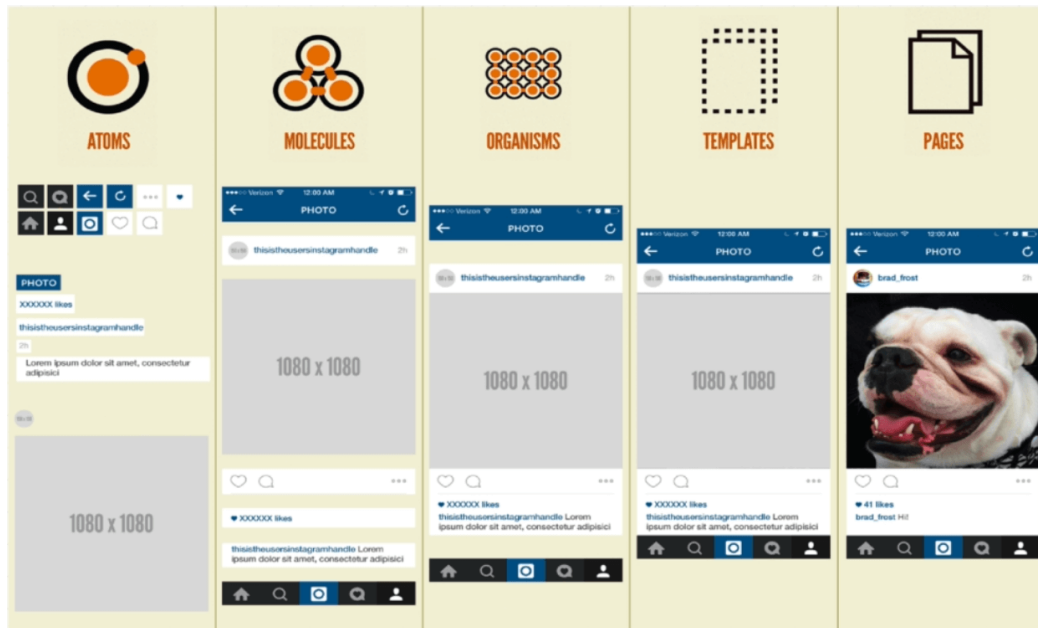 ATOMS
PHOTO
XXXXXX likes
thisistheusersinstagramhandle
2h
Lorem ipsum dolor sit amet, consectetur
adipisici
1080 x 1080
MOLECULES
Verizon 12:00 AM
PHOTO
thisistheusersinstagramhandle 2h
1080 x 1080
XXXXXX likes
thisistheusersinstagramhandle Lorem
ipsum dolor sit amet, consectetur adipisici
ORGANISMS
Verizon 12:00 AM
PHOTO
thisistheusersinstagramhandle 2h
1080 x 1080
XXXXXX likes
thisistheusersinstagramhandle Lorem
ipsum dolor sit amet, consectetur adipisici
TEMPLATES
Verizon 12:00 AM
PHOTO
thisistheusersinstagramhandle 2h
1080 x 1080
XXXXXX likes
thisistheusersinstagramhandle Lorem
ipsum dolor sit amet, consectetur adipisici
PAGES
Verizon 12:00 AM
PHOTO
brad_frost 2h
41 likes
brad_frost Hi!